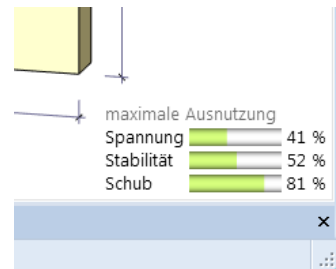 maximale Ausnutzung
Spannung 41 %
Stabilität 52 %
Schub 81 %